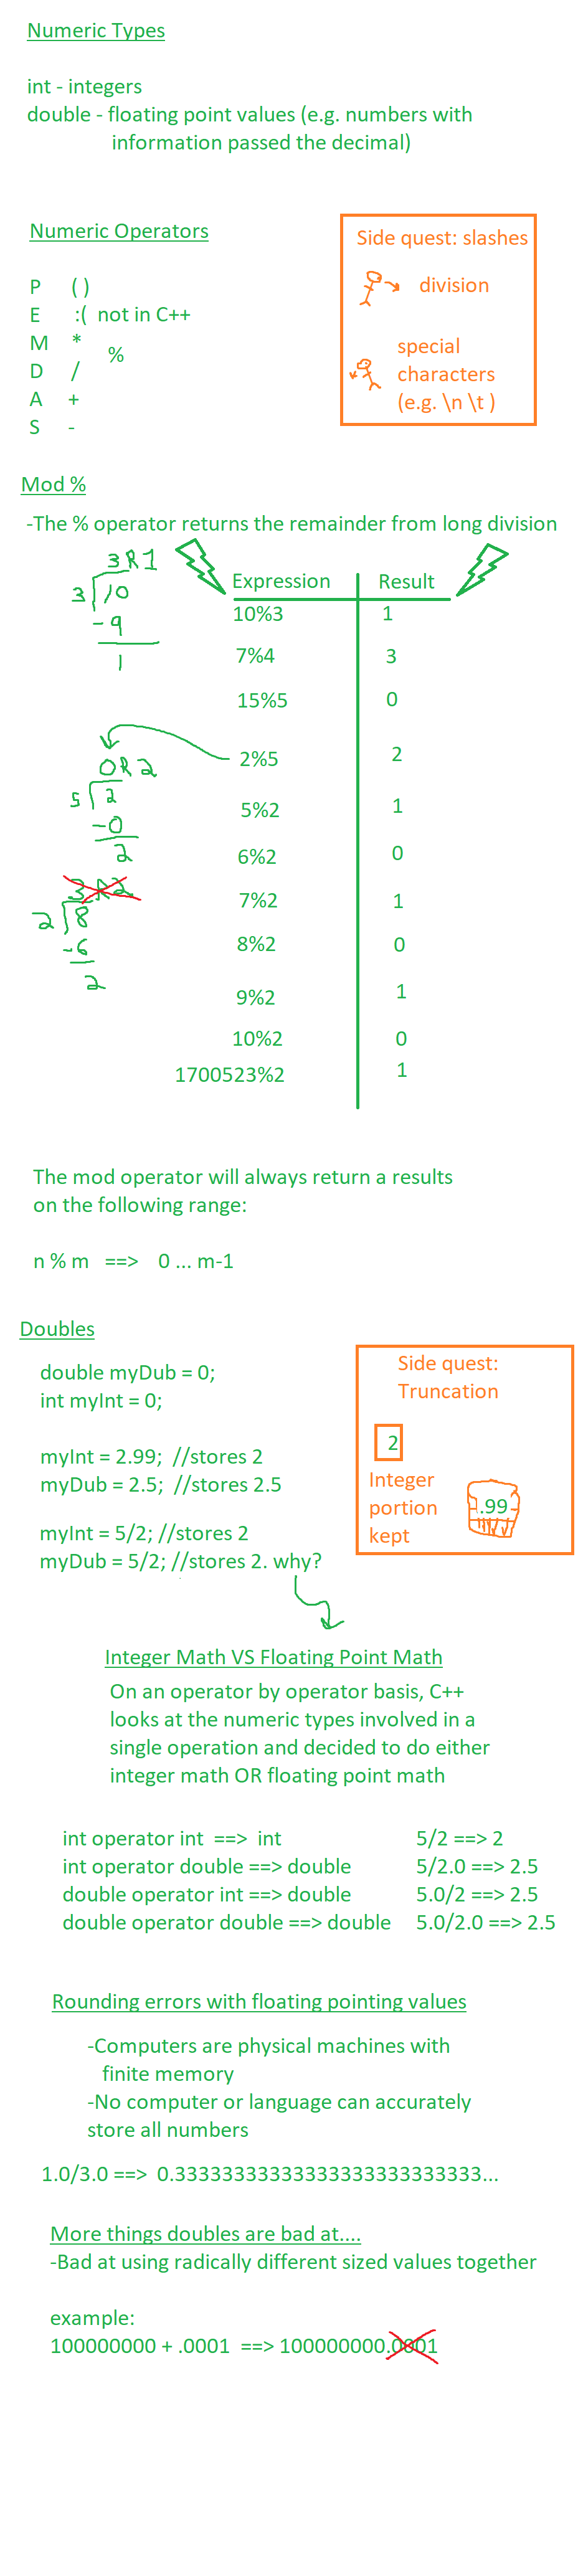 Numeric Types
int - integers
double - floating point values (e.g. numbers with
information passed the decimal)
Numeric Operators
P ( )
E :( not in C++
M *
%
D /
A +
S -
Side quest: slashes
division
special
characters
(e.g. \n \t )
Mod %
-The % operator returns the remainder from long division
3R1
3 10
-9
1
Expression Result
10%3 1
7%4 3
15%5 0
2%5 2
0R2
5 2
-0
2
5%2 1
6%2 0
3R2
2 8
-6
2
7%2 1
8%2 0
9%2 1
10%2 0
1700523%2 1
The mod operator will always return a results
on the following range:
n % m ==> 0 ... m-1
Doubles
double myDub = 0;
int myInt = 0;
myInt = 2.99; //stores 2
myDub = 2.5; //stores 2.5
myInt = 5/2; //stores 2
myDub = 5/2; //stores 2. why?
Side quest:
Truncation
2
Integer
portion
kept
.99
Integer Math VS Floating Point Math
On an operator by operator basis, C++
looks at the numeric types involved in a
single operation and decided to do either
integer math OR floating point math
int operator int ==> int 5/2 ==> 2
int operator double ==> double 5/2.0 ==> 2.5
double operator int ==> double 5.0/2 ==> 2.5
double operator double ==> double 5.0/2.0 ==> 2.5
Rounding errors with floating pointing values
-Computers are physical machines with
finite memory
-No computer or language can accurately
store all numbers
1.0/3.0 ==> 0.33333333333333333333333333...
More things doubles are bad at....
-Bad at using radically different sized values together
example:
100000000 + .0001 ==> 100000000.0001